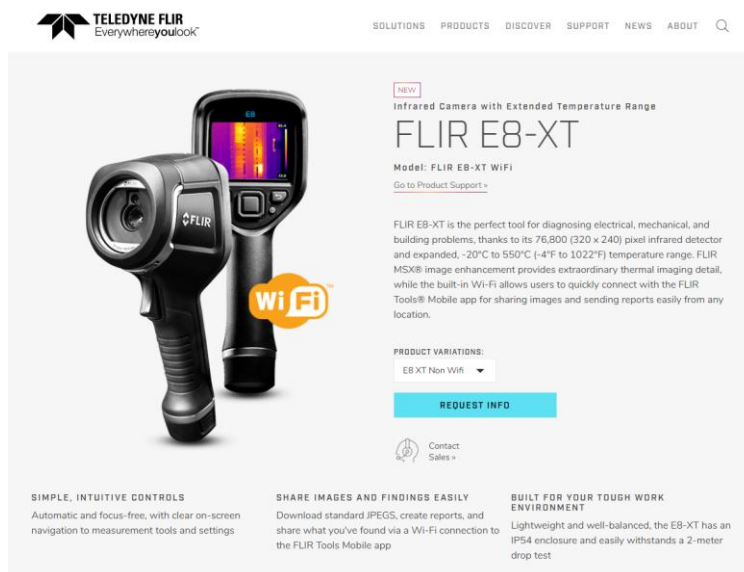 TELEDYNE FLIR
Everywhereyoulook™
SOLUTIONS PRODUCTS DISCOVER SUPPORT NEWS ABOUT
NEW
Infrared Camera with Extended Temperature Range
FLIR E8-XT
Model: FLIR E8-XT WiFi
Go to Product Support »
FLIR E8-XT is the perfect tool for diagnosing electrical, mechanical, and
building problems, thanks to its 76,800 (320 x 240) pixel infrared detector
and expanded, -20°C to 550°C (-4°F to 1022°F) temperature range. FLIR
MSX® image enhancement provides extraordinary thermal imaging detail,
while the built-in Wi-Fi allows users to quickly connect with the FLIR
Tools® Mobile app for sharing images and sending reports easily from any
location.
PRODUCT VARIATIONS:
E8 XT Non Wifi
REQUEST INFO
Contact
Sales »
E8
FLIR
WiFi™
SIMPLE, INTUITIVE CONTROLS
Automatic and focus-free, with clear on-screen
navigation to measurement tools and settings
SHARE IMAGES AND FINDINGS EASILY
Download standard JPEGS, create reports, and
share what you've found via a Wi-Fi connection to
the FLIR Tools Mobile app
BUILT FOR YOUR TOUGH WORK
ENVIRONMENT
Lightweight and well-balanced, the E8-XT has an
IP54 enclosure and easily withstands a 2-meter
drop test